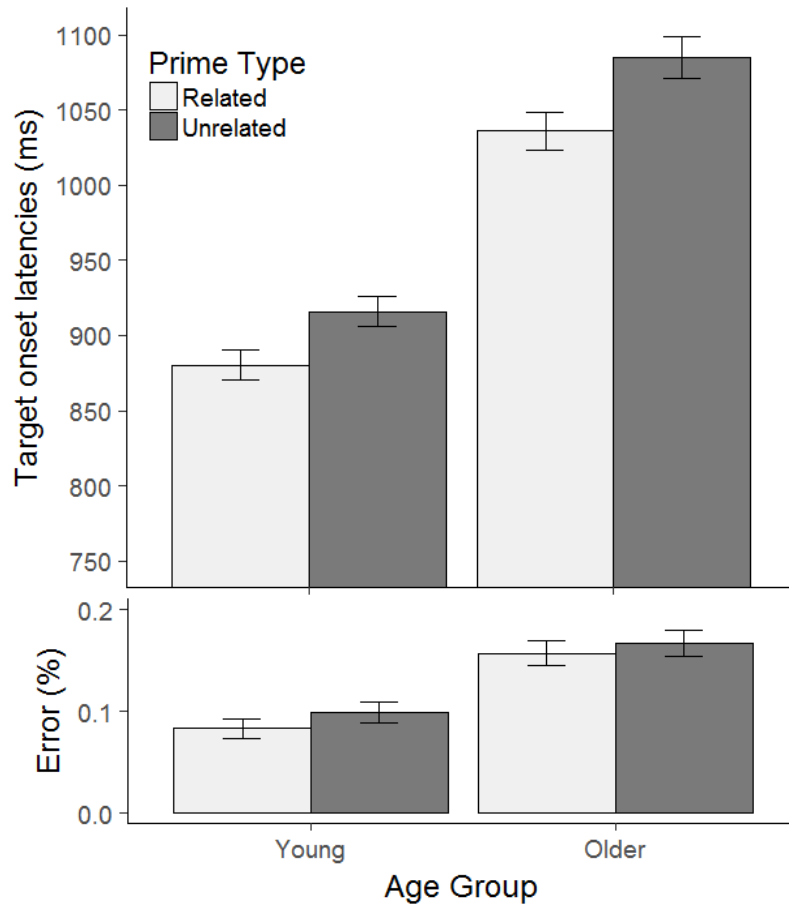 Target onset latencies (ms)
1100
1050
1000
950
900
850
800
750
Prime Type
Related
Unrelated
Error (%)
0.2
0.1
0.0
Young
Older
Age Group